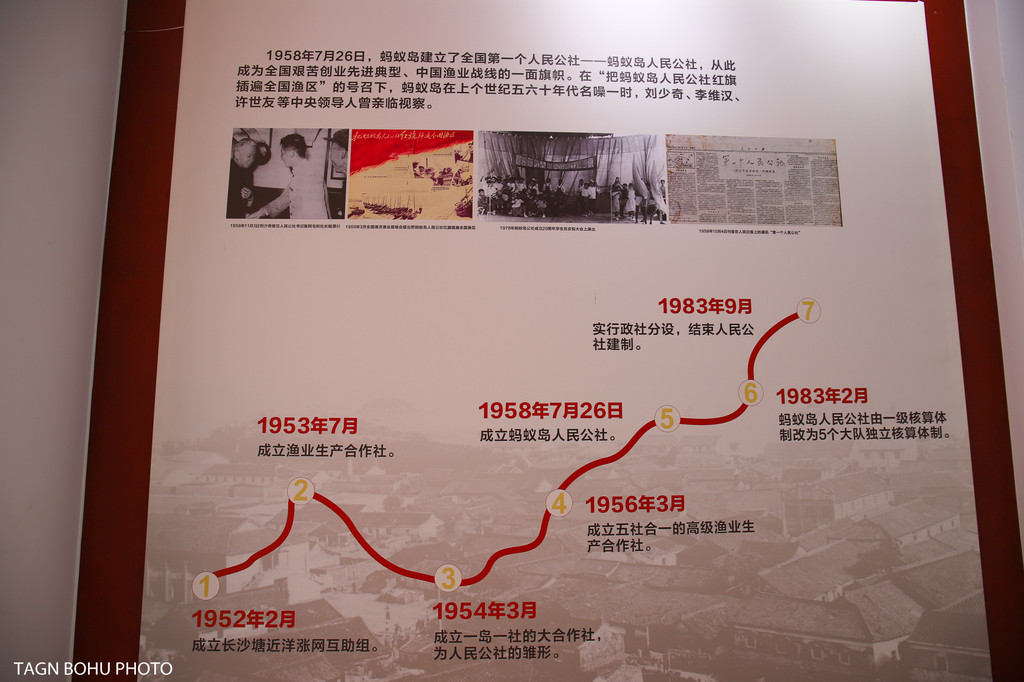 1958年7月26日，蚂蚁岛建立了全国第一个人民公社——蚂蚁岛人民公社，从此
成为全国艰苦创业先进典型、中国渔业战线的一面旗帜。在“把蚂蚁岛人民公社红旗
插遍全国渔区”的号召下，蚂蚁岛在上个世纪五六十年代名噪一时，刘少奇、李维汉、
许世友等中央领导人曾亲临视察。
第一个人民公社
1983年9月
实行政社分设，结束人民公
社建制。
1983年2月
蚂蚁岛人民公社由一级核算体
制改为5个大队独立核算体制。
1958年7月26日
成立蚂蚁岛人民公社。
1953年7月
成立渔业生产合作社。
1956年3月
成立五社合一的高级渔业生
产合作社。
1954年3月
成立一岛一社的大合作社，
为人民公社的雏形。
1952年2月
成立长沙塘近洋涨网互助组。
1
2
3
4
5
6
7
TAGN BOHU PHOTO